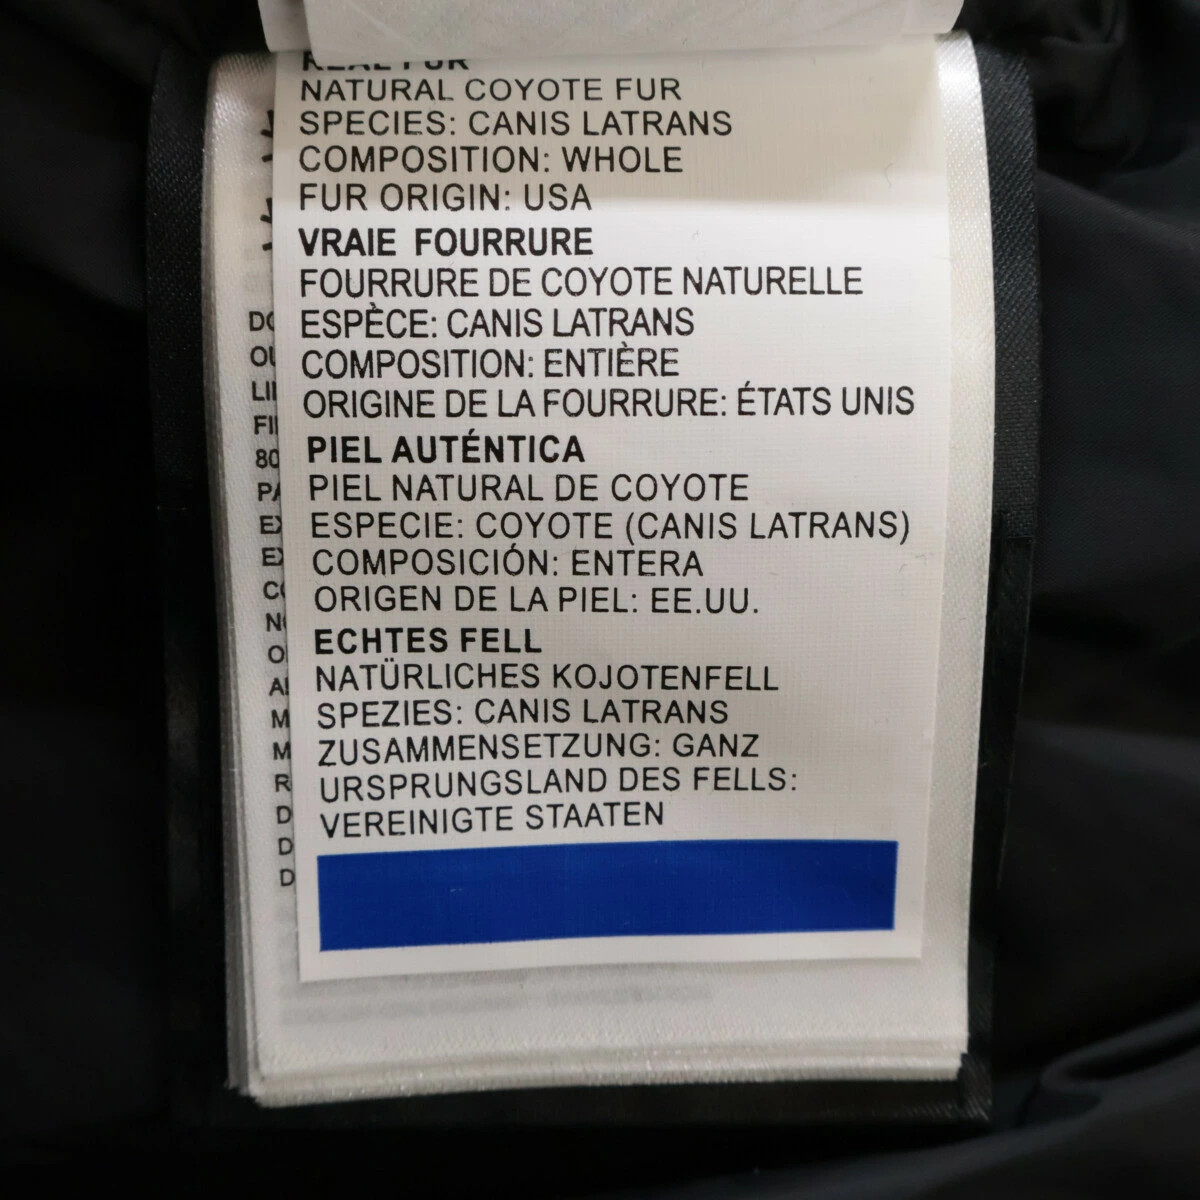 REAL FUR
NATURAL COYOTE FUR
SPECIES: CANIS LATRANS
COMPOSITION: WHOLE
FUR ORIGIN: USA
VRAIE FOURRURE
FOURRURE DE COYOTE NATURELLE
ESPÈCE: CANIS LATRANS
COMPOSITION: ENTIÈRE
ORIGINE DE LA FOURRURE: ÉTATS UNIS
PIEL AUTÉNTICA
PIEL NATURAL DE COYOTE
ESPECIE: COYOTE (CANIS LATRANS)
COMPOSICIÓN: ENTERA
ORIGEN DE LA PIEL: EE.UU.
ECHTES FELL
NATÜRLICHES KOJOTENFELL
SPEZIES: CANIS LATRANS
ZUSAMMENSETZUNG: GANZ
URSPRUNGSLAND DES FELLS:
VEREINIGTE STAATEN